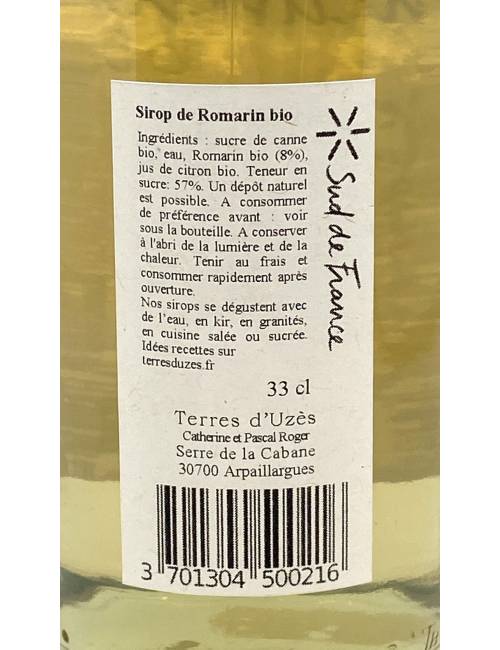 Sirop de Romarin bio
Ingrédients : sucre de canne
bio, eau, Romarin bio (8%),
jus de citron bio. Teneur en
sucre: 57%. Un dépôt naturel
est possible. A consommer
de préférence avant : voir
sous la bouteille. A conserver
à l'abri de la lumière et de la
chaleur. Tenir au frais et
consommer rapidement après
ouverture.
Nos sirops se dégustent avec
de l'eau, en kir, en granités,
en cuisine salée ou sucrée.
Idées recettes sur
terresduzes.fr
Sud de France
33 cl
Terres d'Uzès
Catherine et Pascal Roger
Serre de la Cabane
30700 Arpaillargues
3 701304 500216